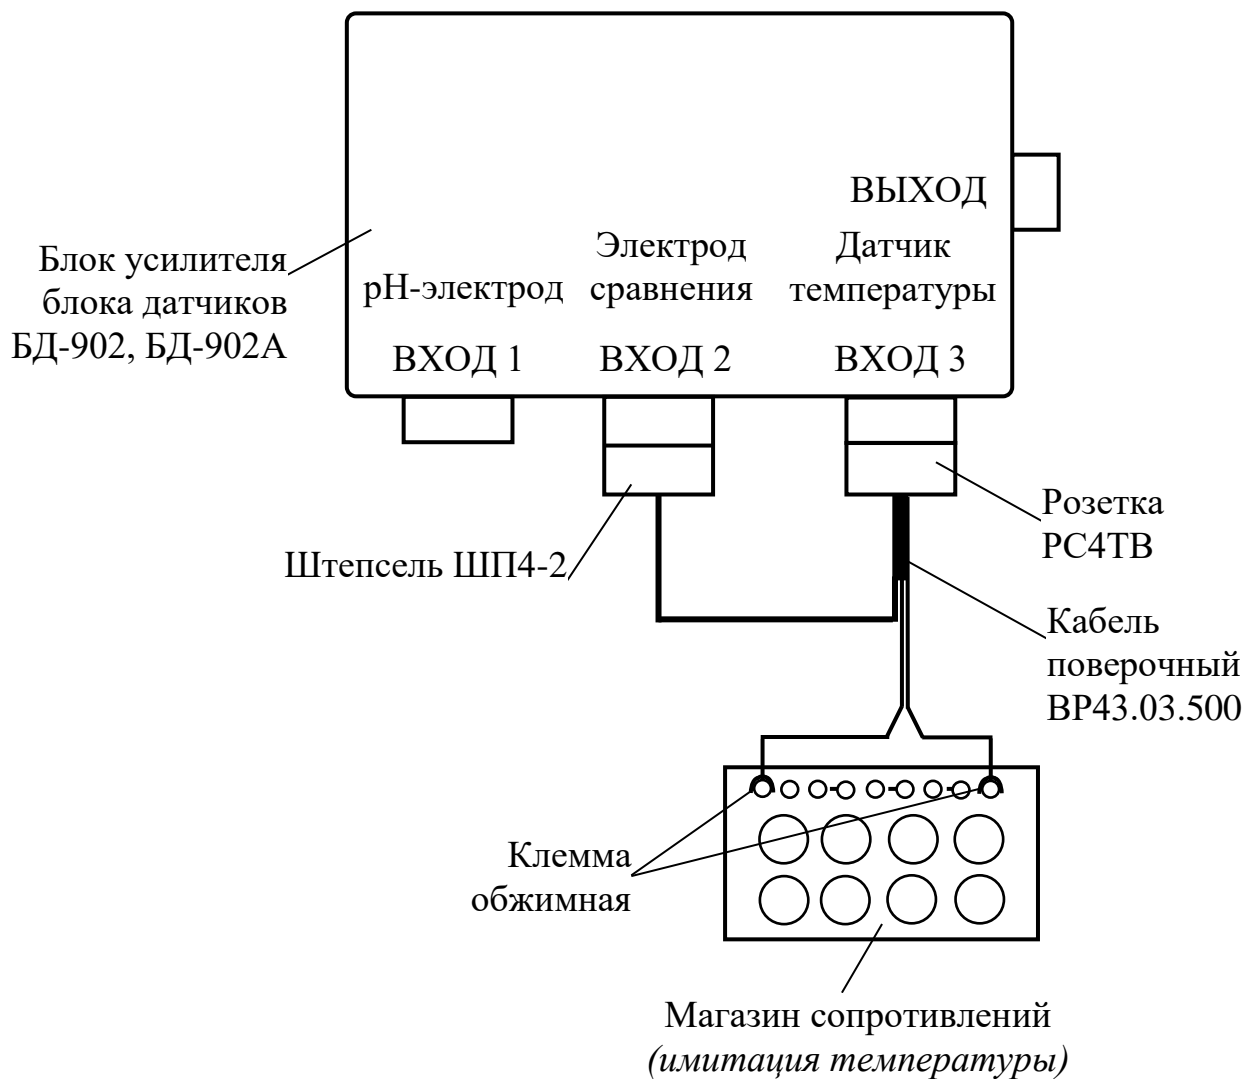 ВЫХОД
Электрод
сравнения
Датчик
температуры
рН-электрод
Блок усилителя
блока датчиков
БД-902, БД-902А
ВХОД 1
ВХОД 2
ВХОД 3
Розетка
РС4ТВ
Штепсель ШП4-2
Кабель
поверочный
ВР43.03.500
Клемма
обжимная
Магазин сопротивлений
(имитация температуры)